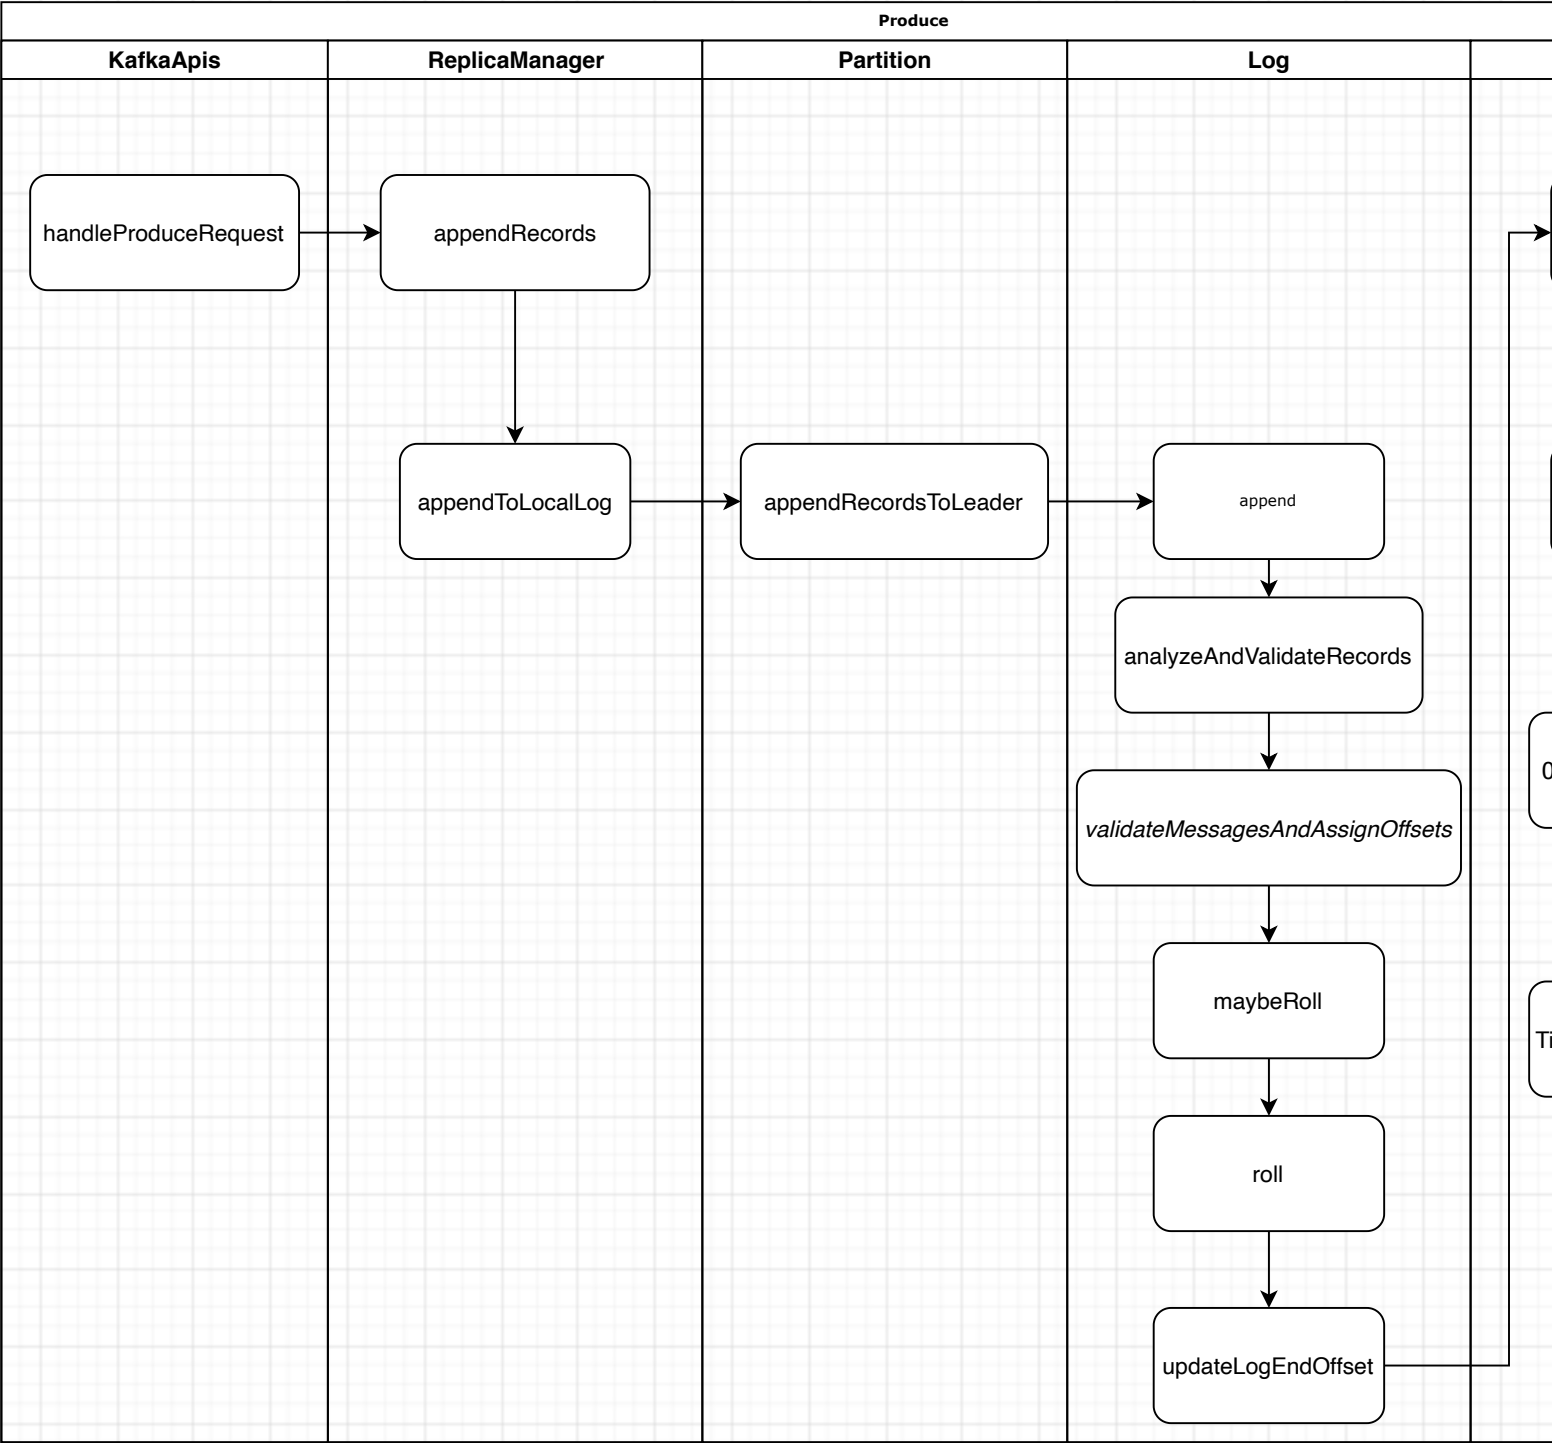 Produce
KafkaApis
ReplicaManager
Partition
Log
handleProduceRequest
appendRecords
appendToLocalLog
appendRecordsToLeader
append
analyzeAndValidateRecords
validateMessagesAndAssignOffsets
maybeRoll
roll
updateLogEndOffset